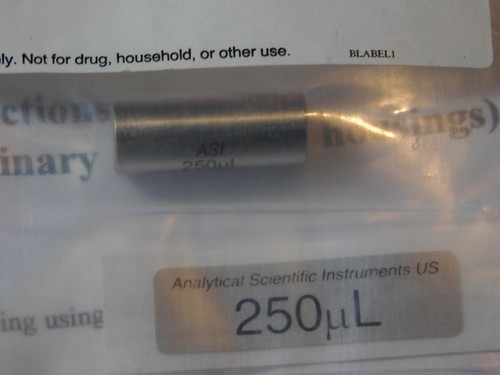 ly. Not for drug, household, or other use.
BLABEL1
ctions housings)
inary
ASI
250µL
Analytical Scientific Instruments US
250µL
ing using